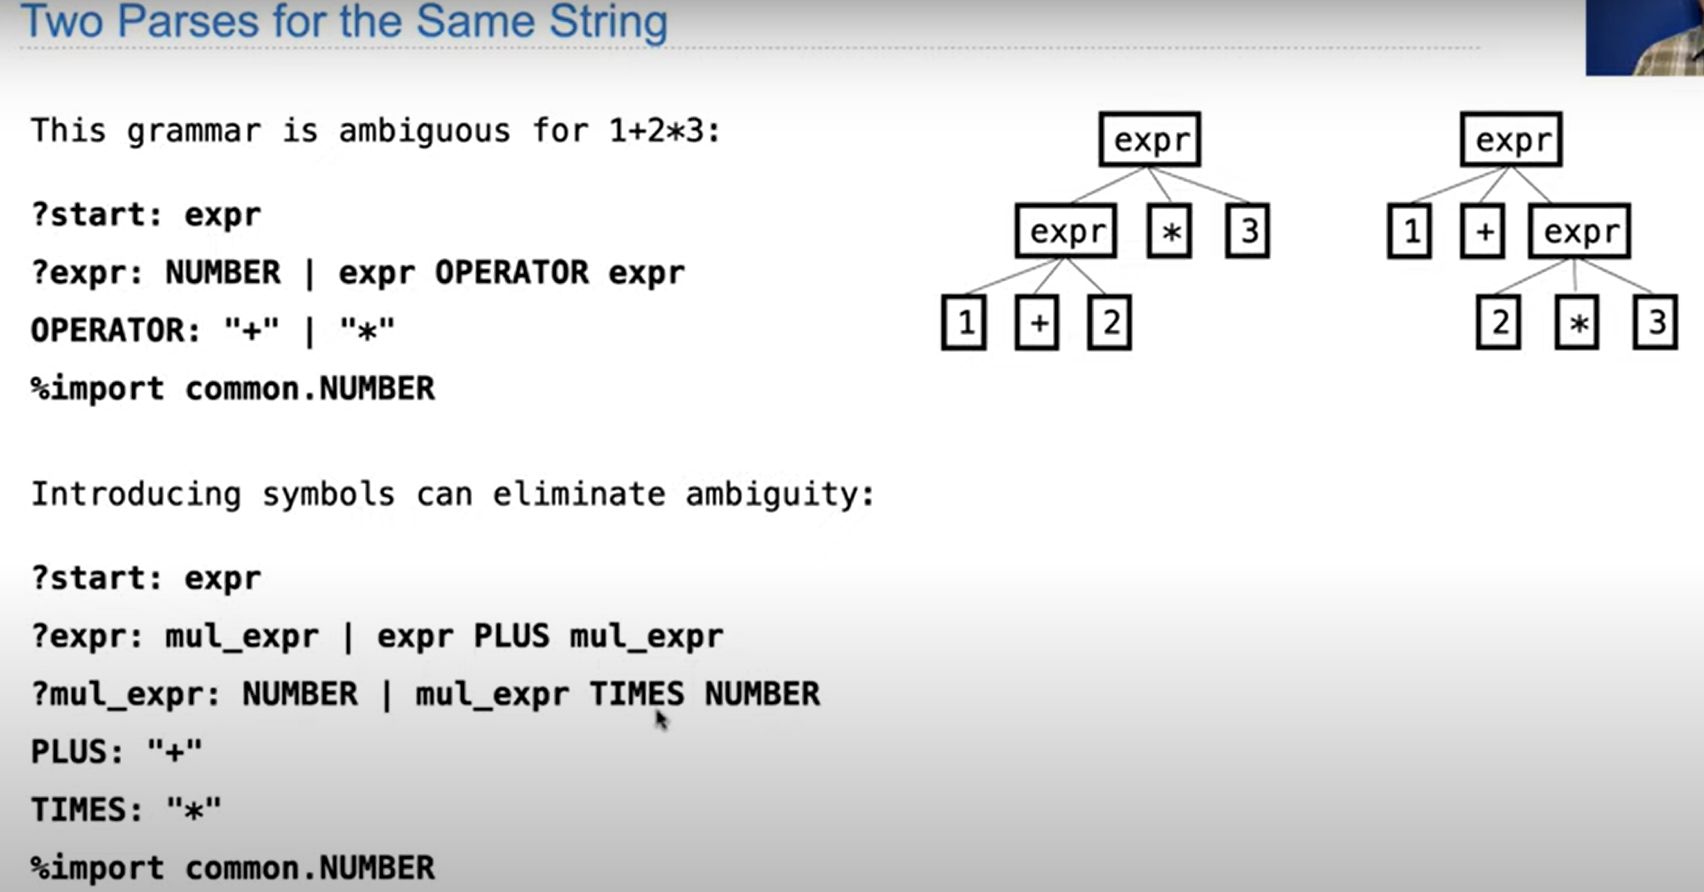 Two Parses for the Same String
This grammar is ambiguous for 1+2*3:
?start: expr
?expr: NUMBER | expr OPERATOR expr
OPERATOR: "+" | "*"
%import common.NUMBER
Introducing symbols can eliminate ambiguity:
?start: expr
?expr: mul_expr | expr PLUS mul_expr
?mul_expr: NUMBER | mul_expr TIMES NUMBER
PLUS: "+"
TIMES: "*"
%import common.NUMBER
expr
expr * 3
1 + 2
expr
1 + expr
2 * 3